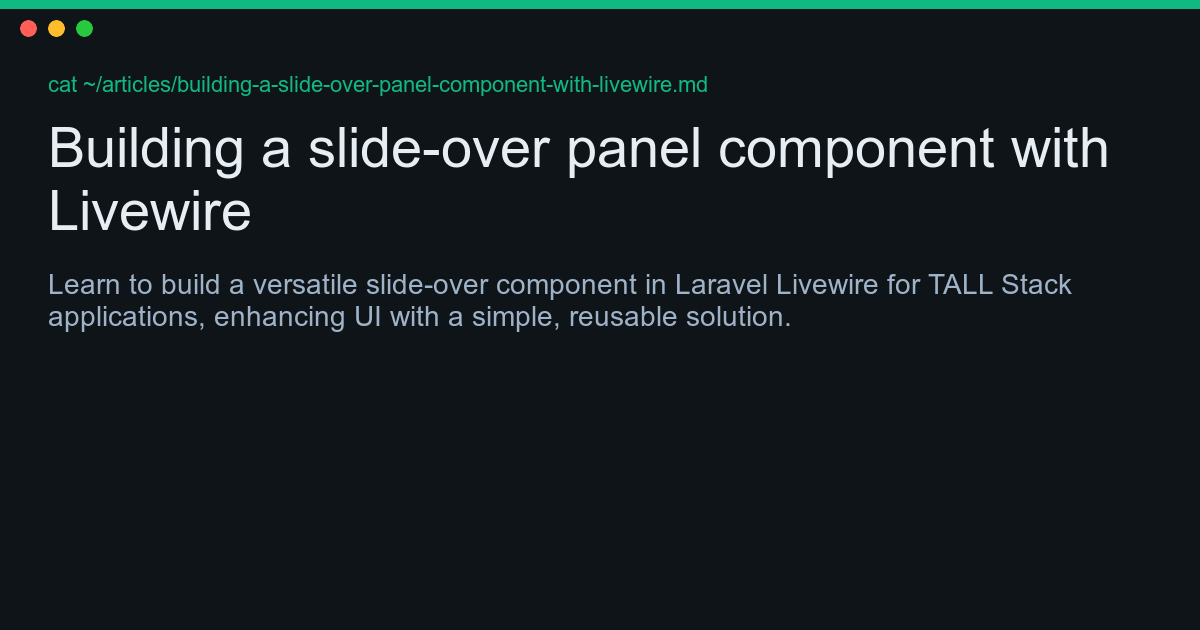 cat ~/articles/building-a-slide-over-panel-component-with-livewire.md
Building a slide-over panel component with
Livewire
Learn to build a versatile slide-over component in Laravel Livewire for TALL Stack
applications, enhancing UI with a simple, reusable solution.